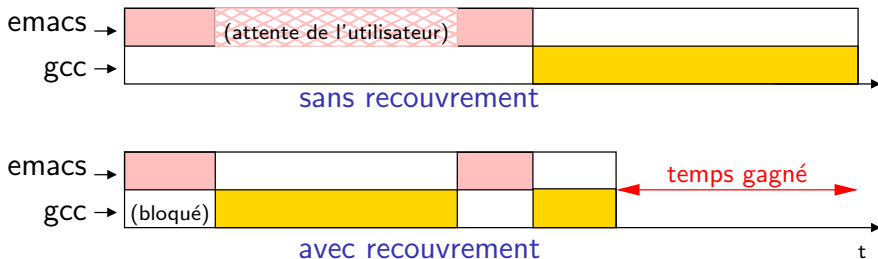 emacs
(attente de l'utilisateur)
gcc
sans recouvrement
emacs
temps gagné
gcc
(bloqué)
avec recouvrement
t